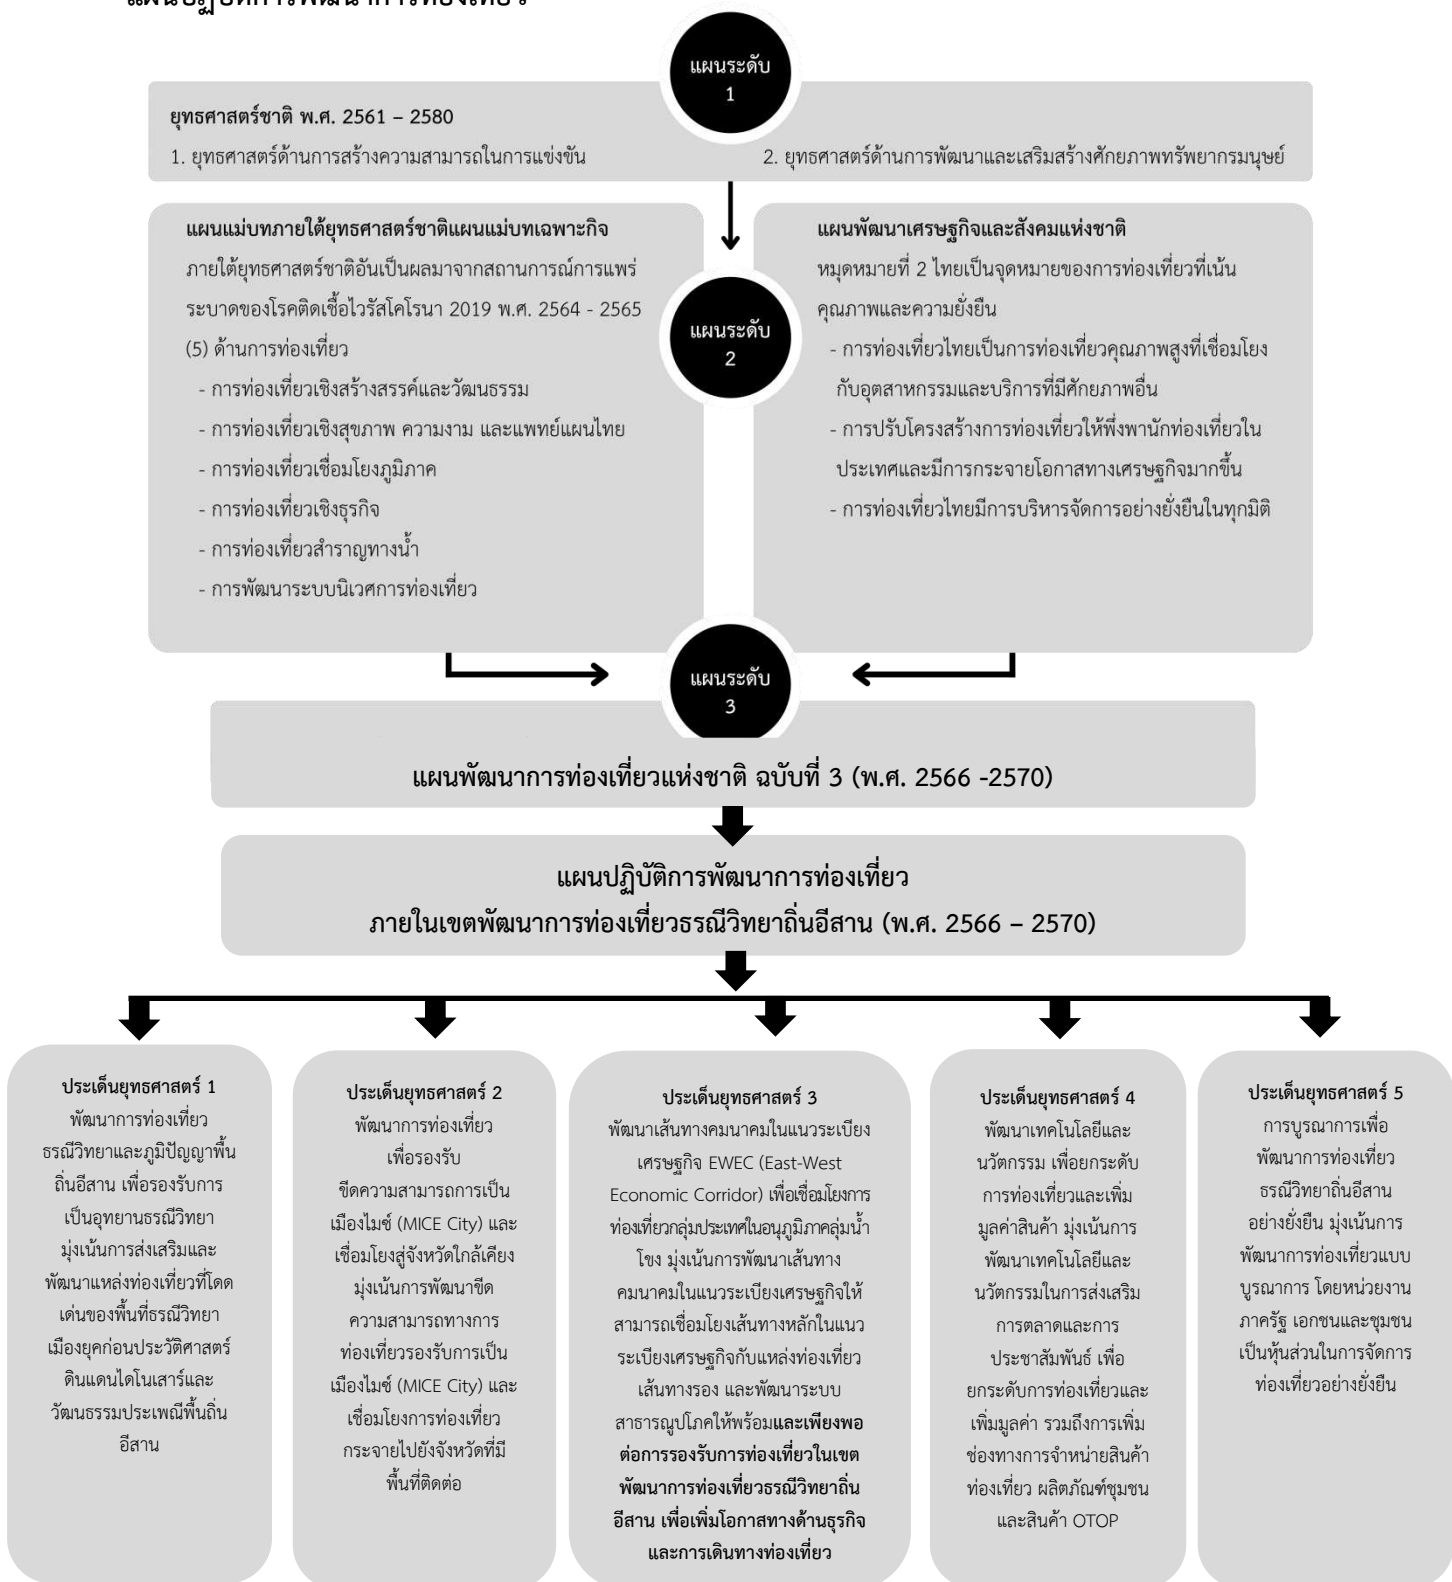 แผนปฏิบัติการพัฒนาการท่องเที่ยว
แผนระดับ
1
ยุทธศาสตร์ชาติ พ.ศ. 2561 – 2580
1. ยุทธศาสตร์ด้านการสร้างความสามารถในการแข่งขัน
2. ยุทธศาสตร์ด้านการพัฒนาและเสริมสร้างศักยภาพทรัพยากรมนุษย์
แผนแม่บทภายใต้ยุทธศาสตร์ชาติแผนแม่บทเฉพาะกิจ
ภายใต้ยุทธศาสตร์ชาติอันเป็นผลมาจากสถานการณ์การแพร่
ระบาดของโรคติดเชื้อไวรัสโคโรนา 2019 พ.ศ. 2564 - 2565
(5) ด้านการท่องเที่ยว
- การท่องเที่ยวเชิงสร้างสรรค์และวัฒนธรรม
- การท่องเที่ยวเชิงสุขภาพ ความงาม และแพทย์แผนไทย
- การท่องเที่ยวเชื่อมโยงภูมิภาค
- การท่องเที่ยวเชิงธุรกิจ
- การท่องเที่ยวสำราญทางน้ำ
- การพัฒนาระบบนิเวศการท่องเที่ยว
แผนระดับ
2
แผนพัฒนาเศรษฐกิจและสังคมแห่งชาติ
หมุดหมายที่ 2 ไทยเป็นจุดหมายของการท่องเที่ยวที่เน้น
คุณภาพและความยั่งยืน
- การท่องเที่ยวไทยเป็นการท่องเที่ยวคุณภาพสูงที่เชื่อมโยง
กับอุตสาหกรรมและบริการที่มีศักยภาพอื่น
- การปรับโครงสร้างการท่องเที่ยวให้พึ่งพานักท่องเที่ยวใน
ประเทศและมีการกระจายโอกาสทางเศรษฐกิจมากขึ้น
- การท่องเที่ยวไทยมีการบริหารจัดการอย่างยั่งยืนในทุกมิติ
แผนระดับ
3
แผนพัฒนาการท่องเที่ยวแห่งชาติ ฉบับที่ 3 (พ.ศ. 2566 -2570)
แผนปฏิบัติการพัฒนาการท่องเที่ยว
ภายในเขตพัฒนาการท่องเที่ยวธรณีวิทยาถิ่นอีสาน (พ.ศ. 2566 – 2570)
ประเด็นยุทธศาสตร์ 1
พัฒนาการท่องเที่ยว
ธรณีวิทยาและภูมิปัญญาพื้น
ถิ่นอีสาน เพื่อรองรับการ
เป็นอุทยานธรณีวิทยา
มุ่งเน้นการส่งเสริมและ
พัฒนาแหล่งท่องเที่ยวที่โดด
เด่นของพื้นที่ธรณีวิทยา
เมืองยุคก่อนประวัติศาสตร์
ดินแดนไดโนเสาร์และ
วัฒนธรรมประเพณีพื้นถิ่น
อีสาน
ประเด็นยุทธศาสตร์ 2
พัฒนาการท่องเที่ยว
เพื่อรองรับ
ขีดความสามารถการเป็น
เมืองไมซ์ (MICE City) และ
เชื่อมโยงสู่จังหวัดใกล้เคียง
มุ่งเน้นการพัฒนาขีด
ความสามารถทางการ
ท่องเที่ยวรองรับการเป็น
เมืองไมซ์ (MICE City) และ
เชื่อมโยงการท่องเที่ยว
กระจายไปยังจังหวัดที่มี
พื้นที่ติดต่อ
ประเด็นยุทธศาสตร์ 3
พัฒนาเส้นทางคมนาคมในแนวระเบียง
เศรษฐกิจ EWEC (East-West
Economic Corridor) เพื่อเชื่อมโยงการ
ท่องเที่ยวกลุ่มประเทศในอนุภูมิภาคลุ่มน้ำ
โขง มุ่งเน้นการพัฒนาเส้นทาง
คมนาคมในแนวระเบียงเศรษฐกิจให้
สามารถเชื่อมโยงเส้นทางหลักในแนว
ระเบียงเศรษฐกิจกับแหล่งท่องเที่ยว
เส้นทางรอง และพัฒนาระบบ
สาธารณูปโภคให้พร้อมและเพียงพอ
ต่อการรองรับการท่องเที่ยวในเขต
พัฒนาการท่องเที่ยวธรณีวิทยาถิ่น
อีสาน เพื่อเพิ่มโอกาสทางด้านธุรกิจ
และการเดินทางท่องเที่ยว
ประเด็นยุทธศาสตร์ 4
พัฒนาเทคโนโลยีและ
นวัตกรรม เพื่อยกระดับ
การท่องเที่ยวและเพิ่ม
มูลค่าสินค้า มุ่งเน้นการ
พัฒนาเทคโนโลยีและ
นวัตกรรมในการส่งเสริม
การตลาดและการ
ประชาสัมพันธ์ เพื่อ
ยกระดับการท่องเที่ยวและ
เพิ่มมูลค่า รวมถึงการเพิ่ม
ช่องทางการจำหน่ายสินค้า
ท่องเที่ยว ผลิตภัณฑ์ชุมชน
และสินค้า OTOP
ประเด็นยุทธศาสตร์ 5
การบูรณาการเพื่อ
พัฒนาการท่องเที่ยว
ธรณีวิทยาถิ่นอีสาน
อย่างยั่งยืน มุ่งเน้นการ
พัฒนาการท่องเที่ยวแบบ
บูรณาการ โดยหน่วยงาน
ภาครัฐ เอกชนและชุมชน
เป็นหุ้นส่วนในการจัดการ
ท่องเที่ยวอย่างยั่งยืน